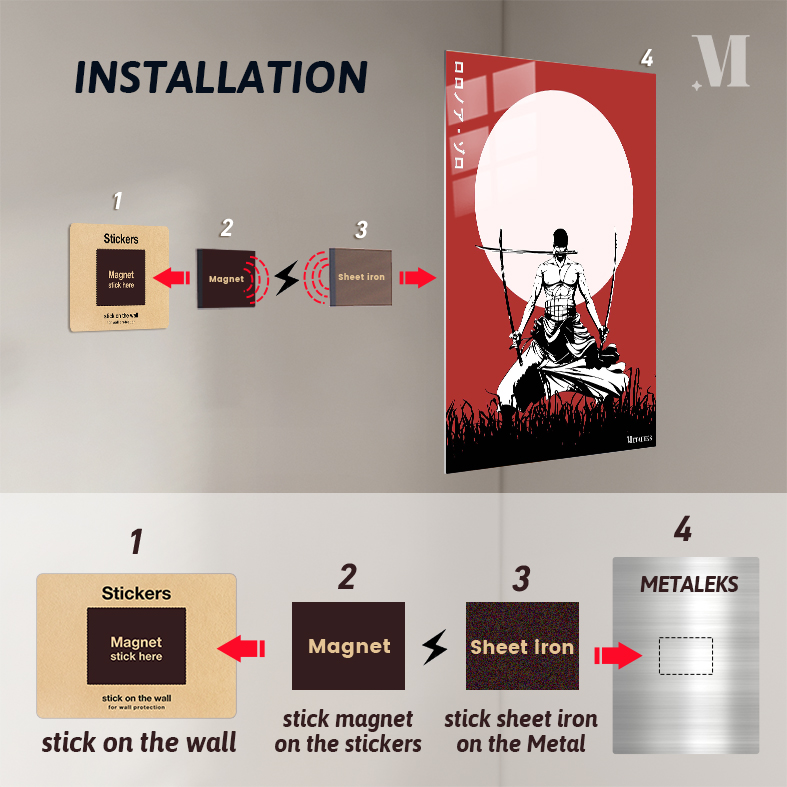 INSTALLATION
M
4
ロロノア・ゾロ
1
2
3
Stickers
Magnet
stick here
stick on the wall
for wall protection
Magnet
Sheet iron
METALEKS
1
2
3
4
Stickers
Magnet
stick here
stick on the wall
for wall protection
Magnet
Sheet iron
METALEKS
stick on the wall
stick magnet
on the stickers
stick sheet iron
on the Metal